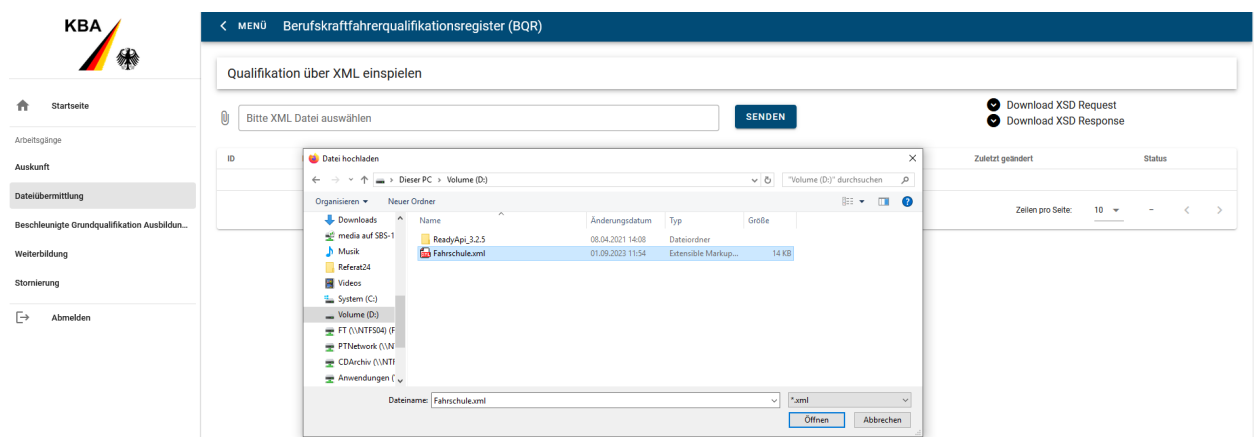 KBA
MENÜ Berufskraftfahrerqualifikationsregister (BQR)
Qualifikation über XML einspielen
Startseite
Arbeitsgänge
Auskunft
Dateiübermittlung
Beschleunigte Grundqualifikation Ausbildun...
Weiterbildung
Stornierung
Abmelden
Bitte XML Datei auswählen
SENDEN
Download XSD Request
Download XSD Response
ID
Zuletzt geändert
Status
Zeilen pro Seite: 10 –
Datei hochladen
Dieser PC > Volume (D:)
"Volume (D:)" durchsuchen
Organisieren Neuer Ordner
Downloads
media auf SBS-1
Musik
Referat24
Videos
System (C:)
Volume (D:)
FT (\\NTFS04) (F
PTNetwork (\\N
CDArchiv (\\NTF
Anwendungen (
Name Änderungsdatum Typ Größe
ReadyApi_3.2.5 08.04.2021 14:08 Dateiordner
Fahrschule.xml 01.09.2023 11:54 Extensible Markup... 14 KB
Dateiname: Fahrschule.xml *.xml
Öffnen Abbrechen